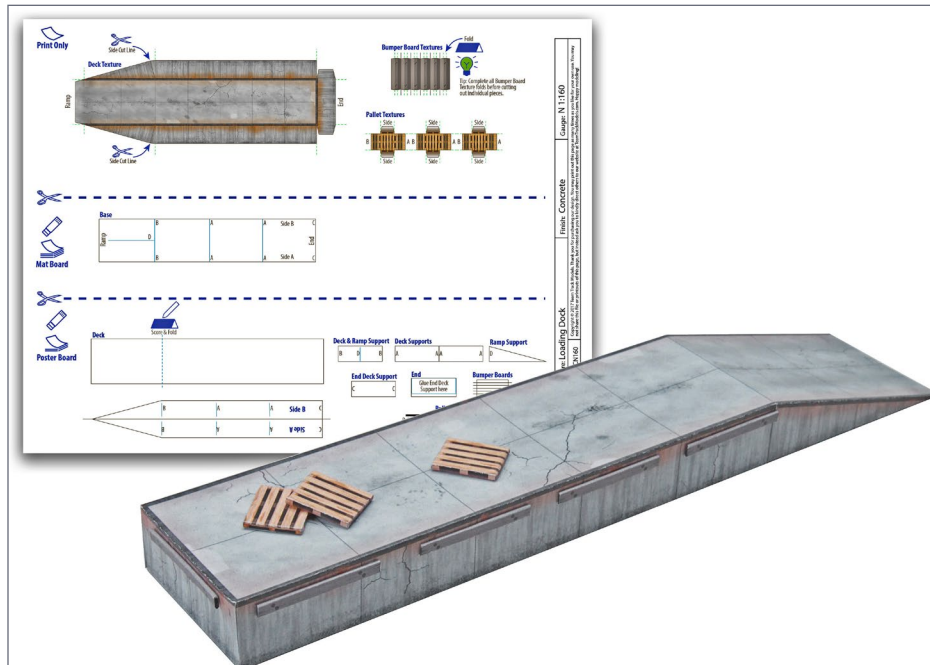 Print Only
Side Cut Line
Deck Texture
Ramp
End
Side Cut Line
Bumper Board Textures
Fold
Tip: Complete all Bumper Board
Texture folds before cutting
out individual pieces.
Pallet Textures
Side Side Side
B A B A B A
Side Side Side
Mat Board
Base
Ramp
D
B A A Side B C
B A A Side A C
End
Poster Board
Score & Fold
Deck
B A A Side B C
B A A Side A C
Deck & Ramp Support
B D B
Deck Supports
A A A A
Ramp Support
D
End Deck Support
C C
End
Glue End Deck
Support here
Bumper Boards
Gauge: N 1:160
Finish: Concrete
Loading Dock
CN160